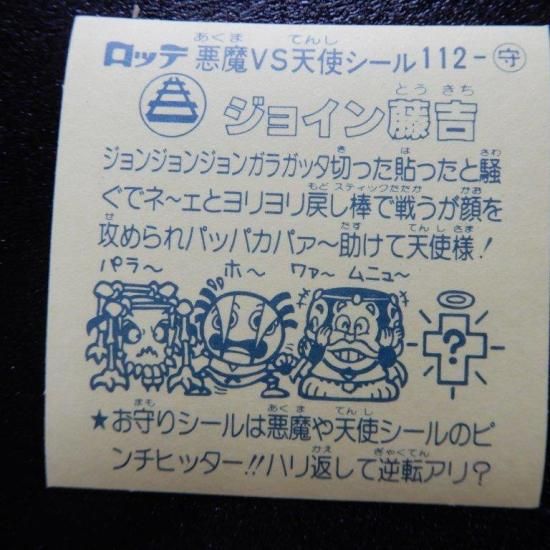 ロッテ 悪魔VS天使シール 112-守
ジョイン藤吉
ジョンジョンジョンガラガッタ切った貼ったと騒
ぐでネ〜ェとヨリヨリ戻し棒で戦うが顔を
攻められパッパカパァ〜助けて天使様!
パラ〜 ホ〜 ワァ〜 ムニュ〜
?
★お守りシールは悪魔や天使シールのピ
ンチヒッター!!ハリ返して逆転アリ?